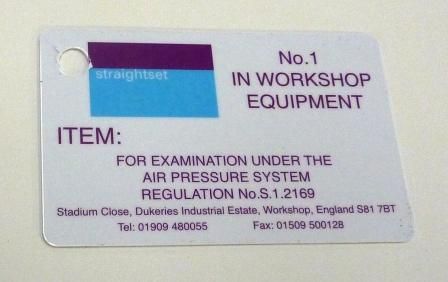 straightset
No.1
IN WORKSHOP
EQUIPMENT
ITEM:
FOR EXAMINATION UNDER THE
AIR PRESSURE SYSTEM
REGULATION No.S.1.2169
Stadium Close, Dukeries Industrial Estate, Workshop, England S81 7BT
Tel: 01909 480055 Fax: 01509 500128